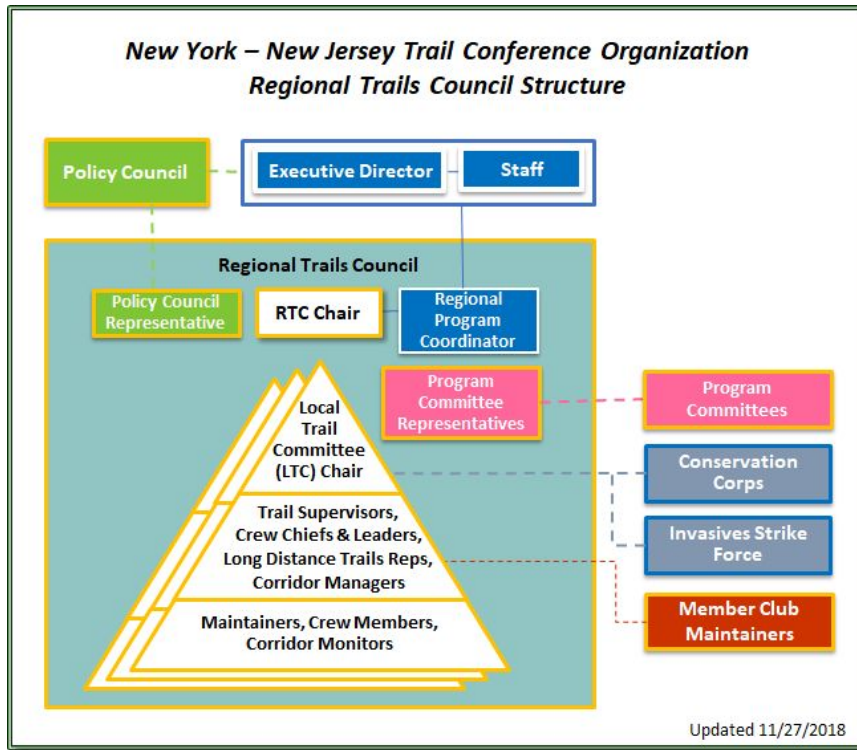 New York – New Jersey Trail Conference Organization
Regional Trails Council Structure
Policy Council
Executive Director
Staff
Regional Trails Council
Policy Council
Representative
RTC Chair
Regional
Program
Coordinator
Program
Committee
Representatives
Program
Committees
Local
Trail
Committee
(LTC) Chair
Conservation
Corps
Trail Supervisors,
Crew Chiefs & Leaders,
Long Distance Trails Reps,
Corridor Managers
Invasives Strike
Force
Maintainers, Crew Members,
Corridor Monitors
Member Club
Maintainers
Updated 11/27/2018